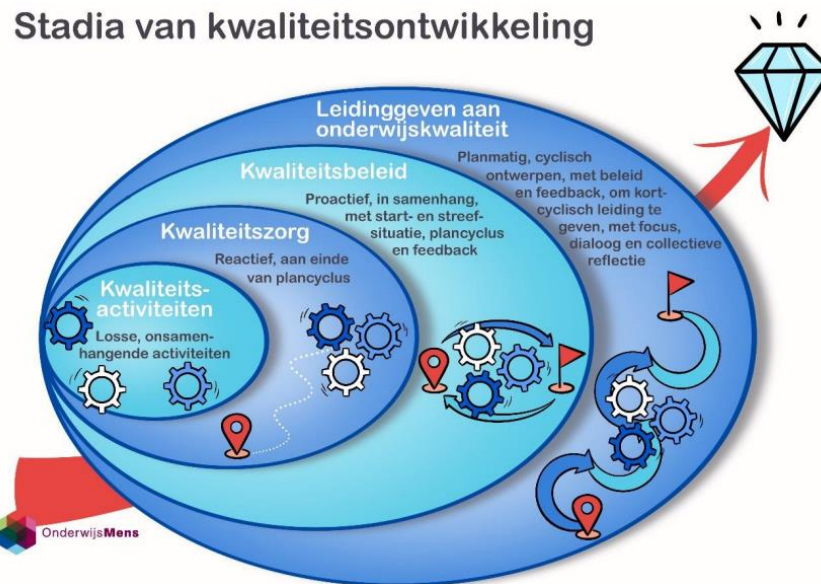 Stadia van kwaliteitsontwikkeling
Leidinggeven aan
onderwijskwaliteit
Planmatig, cyclisch
ontwerpen, met beleid
en feedback, om kort-
cyclisch leiding te
geven, met focus,
dialoog en collectieve
reflectie
Kwaliteitsbeleid
Proactief, in samenhang,
met start- en streef-
situatie, plancyclus
en feedback
Kwaliteitszorg
Reactief, aan einde
van plancyclus
Kwaliteits-
activiteiten
Losse, onsamen-
hangende activiteiten
OnderwijsMens